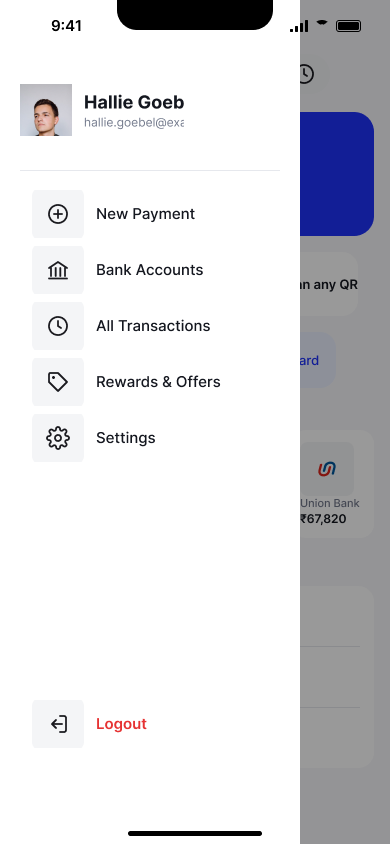 9:41
Hallie Goeb
hallie.goebel@exa
New Payment
Bank Accounts
All Transactions
Rewards & Offers
Settings
Logout
an any QR
ard
Union Bank
₹67,820